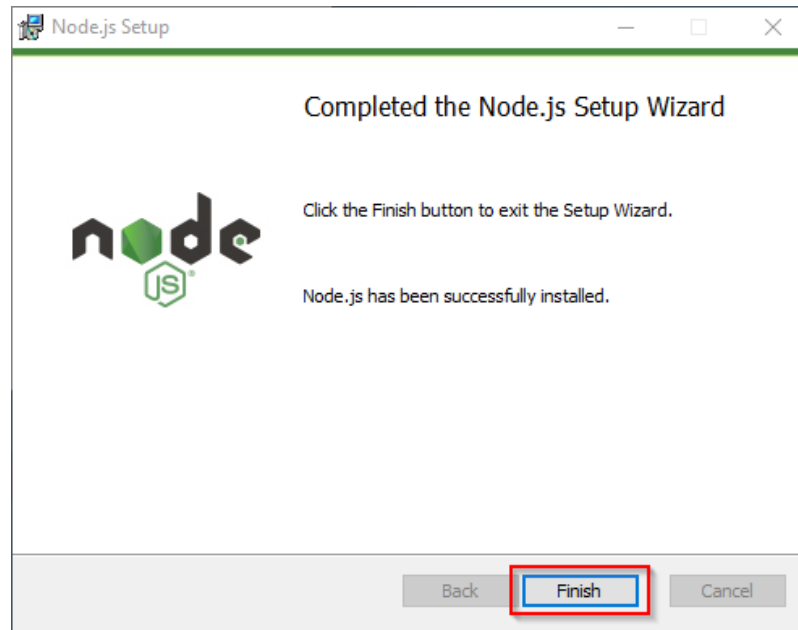 Node.js Setup
Completed the Node.js Setup Wizard
Click the Finish button to exit the Setup Wizard.
node
JS
Node.js has been successfully installed.
Back
Finish
Cancel